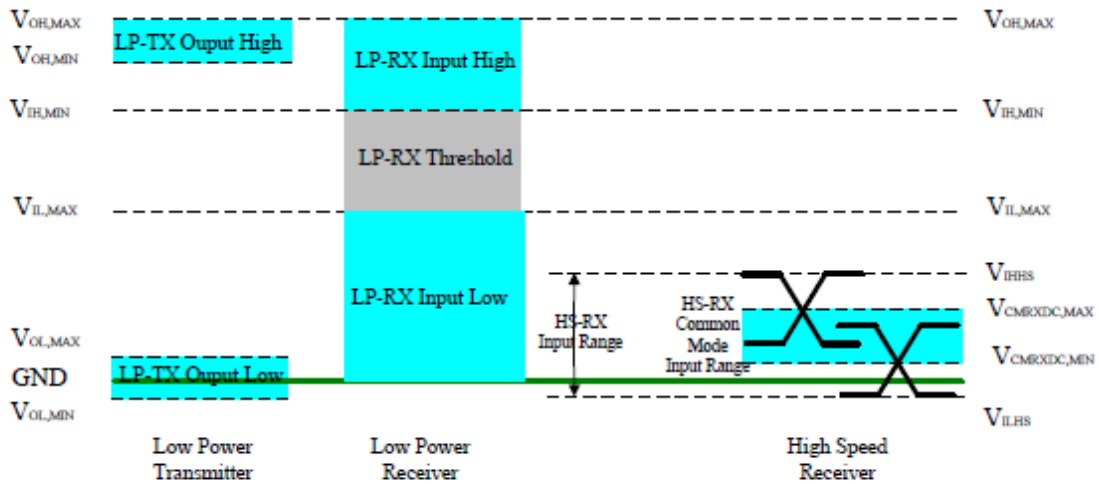 VOH,MAX
LP-TX Ouput High
VOH,MIN
VIH,MIN
VIL,MAX
VOL,MAX
LP-TX Ouput Low
GND
VOL,MIN
LP-RX Input High
LP-RX Threshold
LP-RX Input Low
HS-RX
Input Range
HS-RX
Common
Mode
Input Range
VOH,MAX
VIH,MIN
VIL,MAX
VIHHS
VCMRXDC,MAX
VCMRXDC,MIN
VILHS
Low Power
Transmitter
Low Power
Receiver
High Speed
Receiver